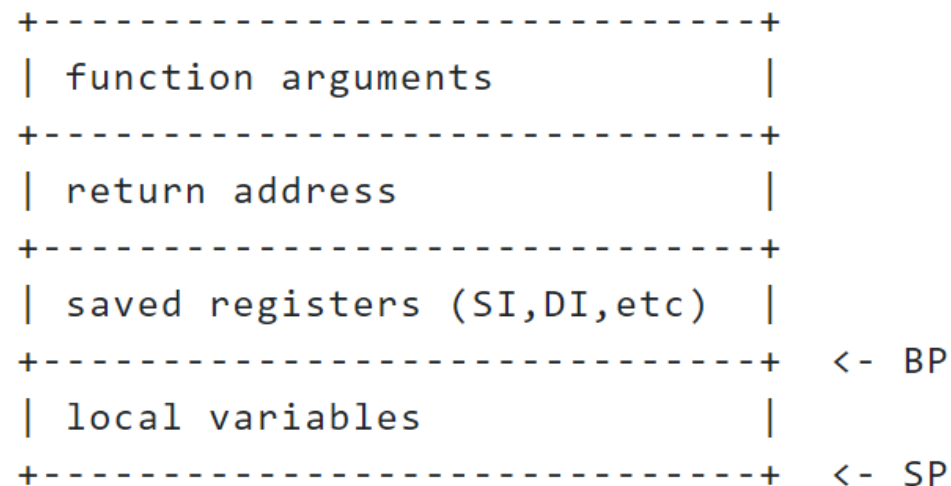 +------------------------------+
| function arguments           |
+------------------------------+
| return address               |
+------------------------------+
| saved registers (SI,DI,etc)  |
+------------------------------+  <- BP
| local variables              |
+------------------------------+  <- SP